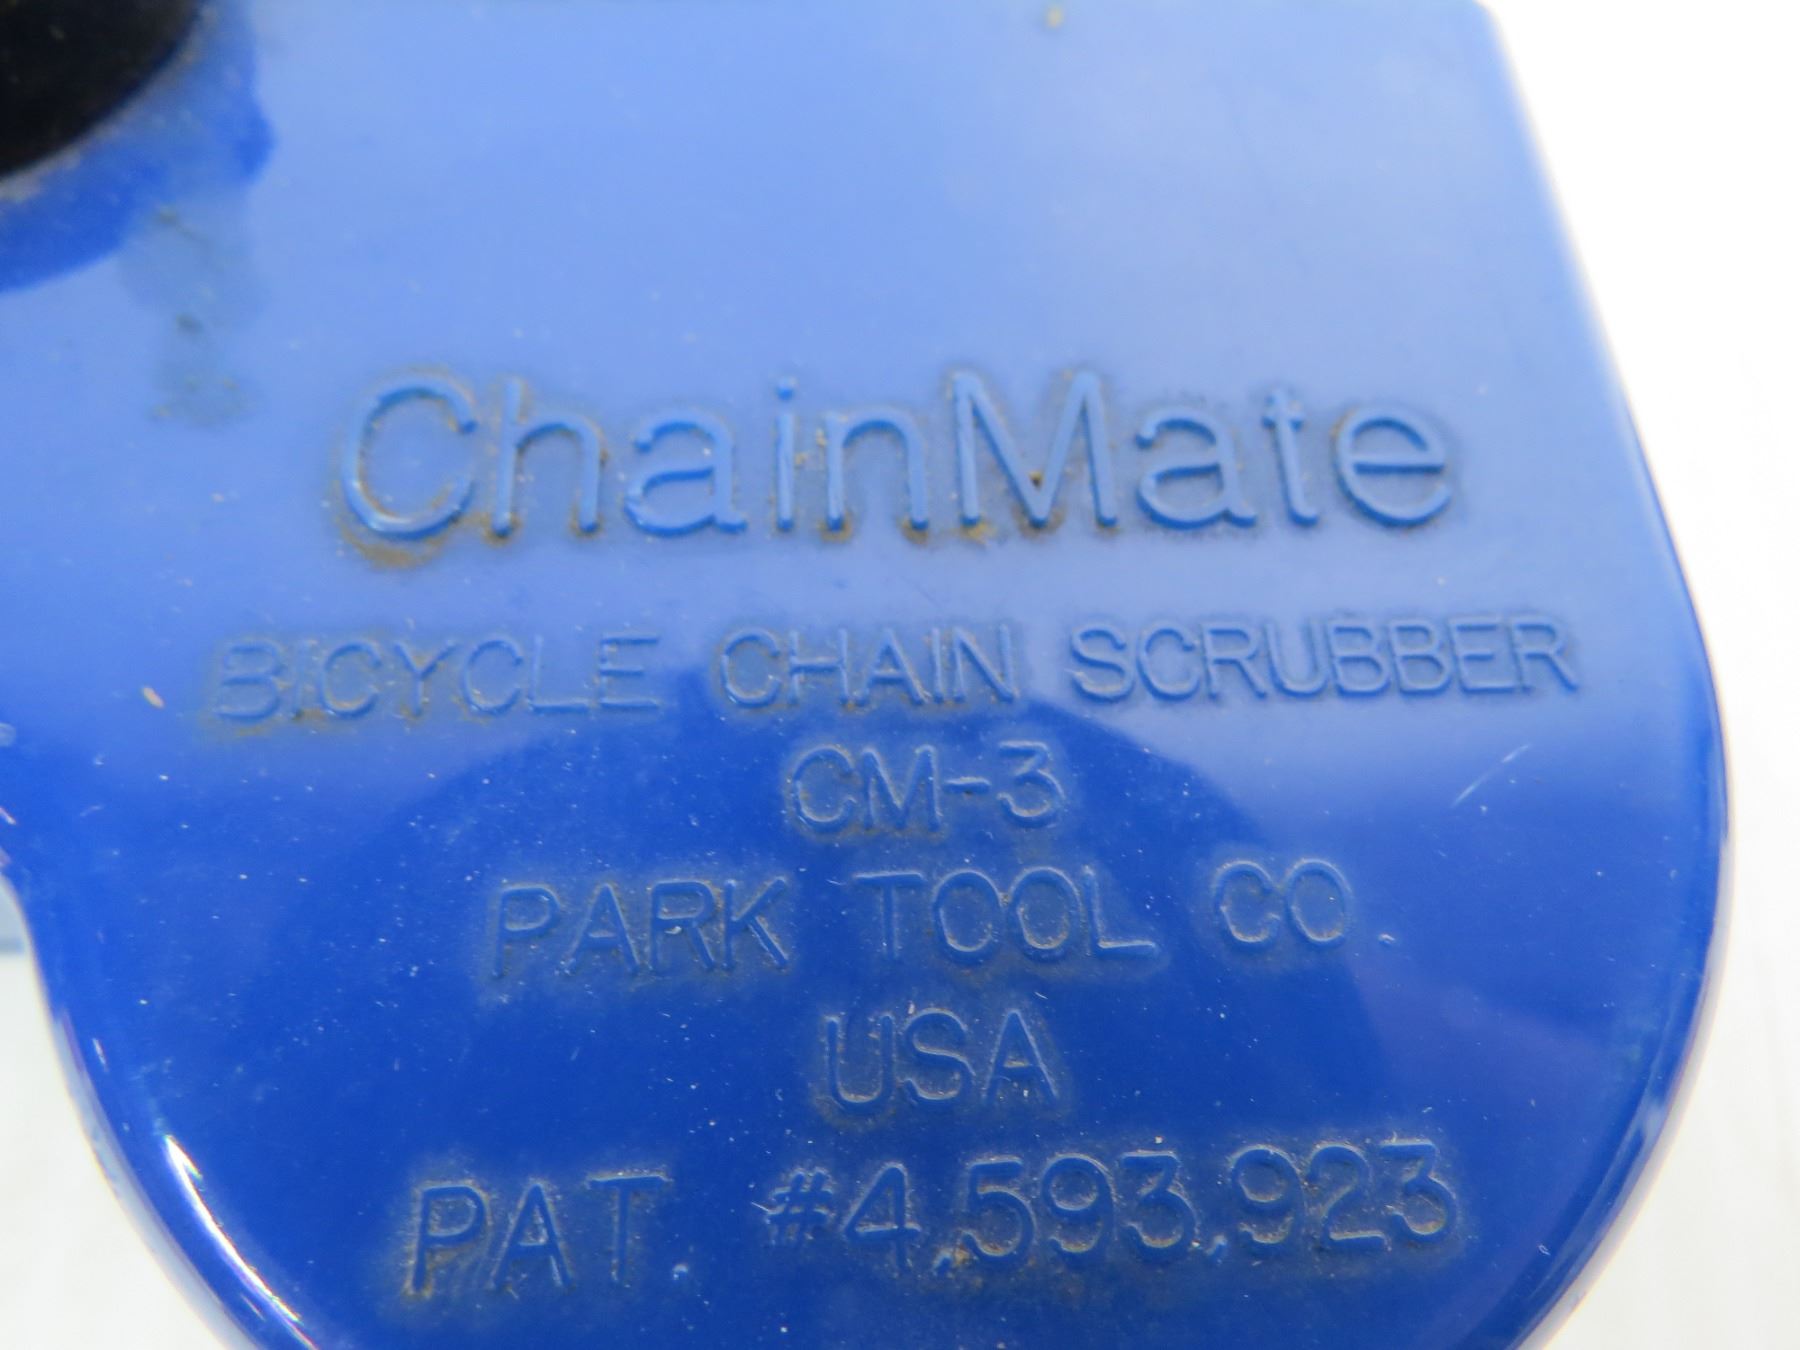 ChainMate
BICYCLE CHAIN SCRUBBER
CM-3
PARK TOOL CO.
USA
PAT. #4,593,923